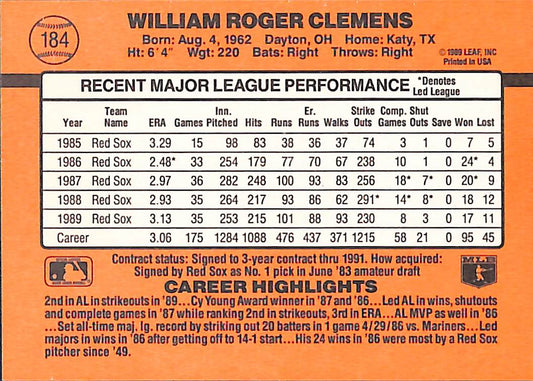 184
WILLIAM ROGER CLEMENS
Born: Aug. 4, 1962 Dayton, OH Home: Katy, TX
Ht: 6'4" Wgt: 220 Bats: Right Throws: Right
© 1989 LEAF, INC
Printed in USA
RECENT MAJOR LEAGUE PERFORMANCE *Denotes
Led League
Year Team Name ERA Games Inn. Pitched Hits Runs Er. Runs Walks Strike Outs Comp. Games Shut Outs Save Won Lost
1985 Red Sox 3.29 15 98 83 38 36 37 74 3 1 0 7 5
1986 Red Sox 2.48* 33 254 179 77 70 67 238 10 1 0 24* 4
1987 Red Sox 2.97 36 282 248 100 93 83 256 18* 7* 0 20* 9
1988 Red Sox 2.93 35 264 217 93 86 62 291* 14* 8* 0 18 12
1989 Red Sox 3.13 35 253 215 101 88 93 230 8 3 0 17 11
Career 3.06 175 1284 1088 476 437 371 1215 58 21 0 95 45
Contract status: Signed to 3-year contract thru 1991. How acquired:
Signed by Red Sox as No. 1 pick in June '83 amateur draft
MLB
CAREER HIGHLIGHTS
2nd in AL in strikeouts in '89...Cy Young Award winner in '87 and '86...Led AL in wins, shutouts
and complete games in '87 while ranking 2nd in strikeouts, 3rd in ERA...AL MVP as well in '86
...Set all-time maj. lg. record by striking out 20 batters in 1 game 4/29/86 vs. Mariners...Led
majors in wins in '86 after getting off to 14-1 start...His 24 wins in '86 were most by a Red Sox
pitcher since '49.